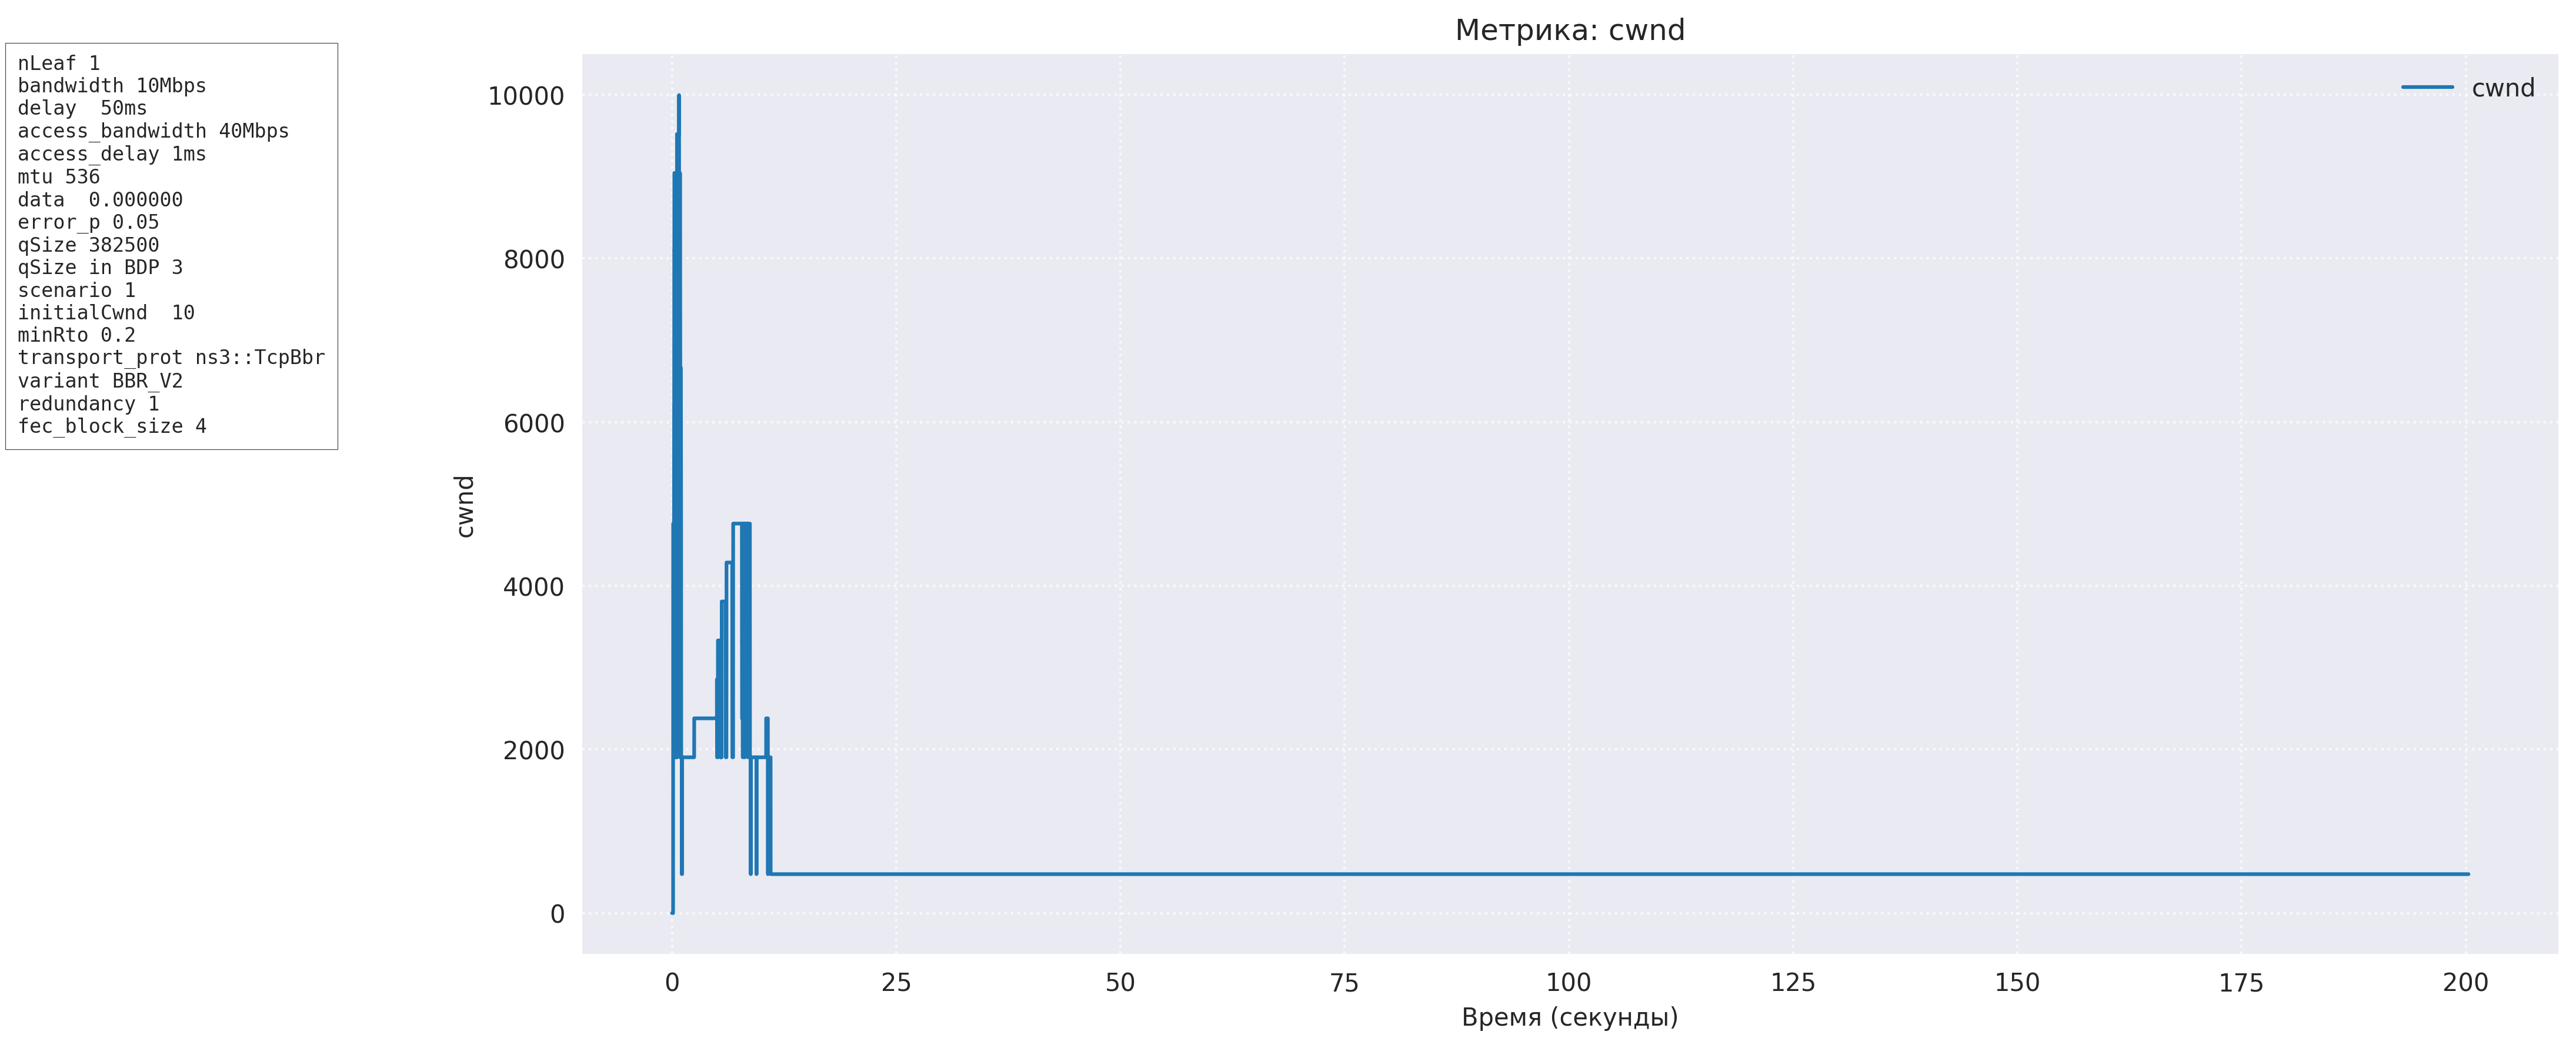 Метрика: cwnd
nLeaf 1
bandwidth 10Mbps
delay  50ms
access_bandwidth 40Mbps
access_delay 1ms
mtu 536
data  0.000000
error_p 0.05
qSize 382500
qSize in BDP 3
scenario 1
initialCwnd  10
minRto 0.2
transport_prot ns3::TcpBbr
variant BBR_V2
redundancy 1
fec_block_size 4
cwnd
10000
8000
6000
4000
2000
0
cwnd
0 25 50 75 100 125 150 175 200
Время (секунды)